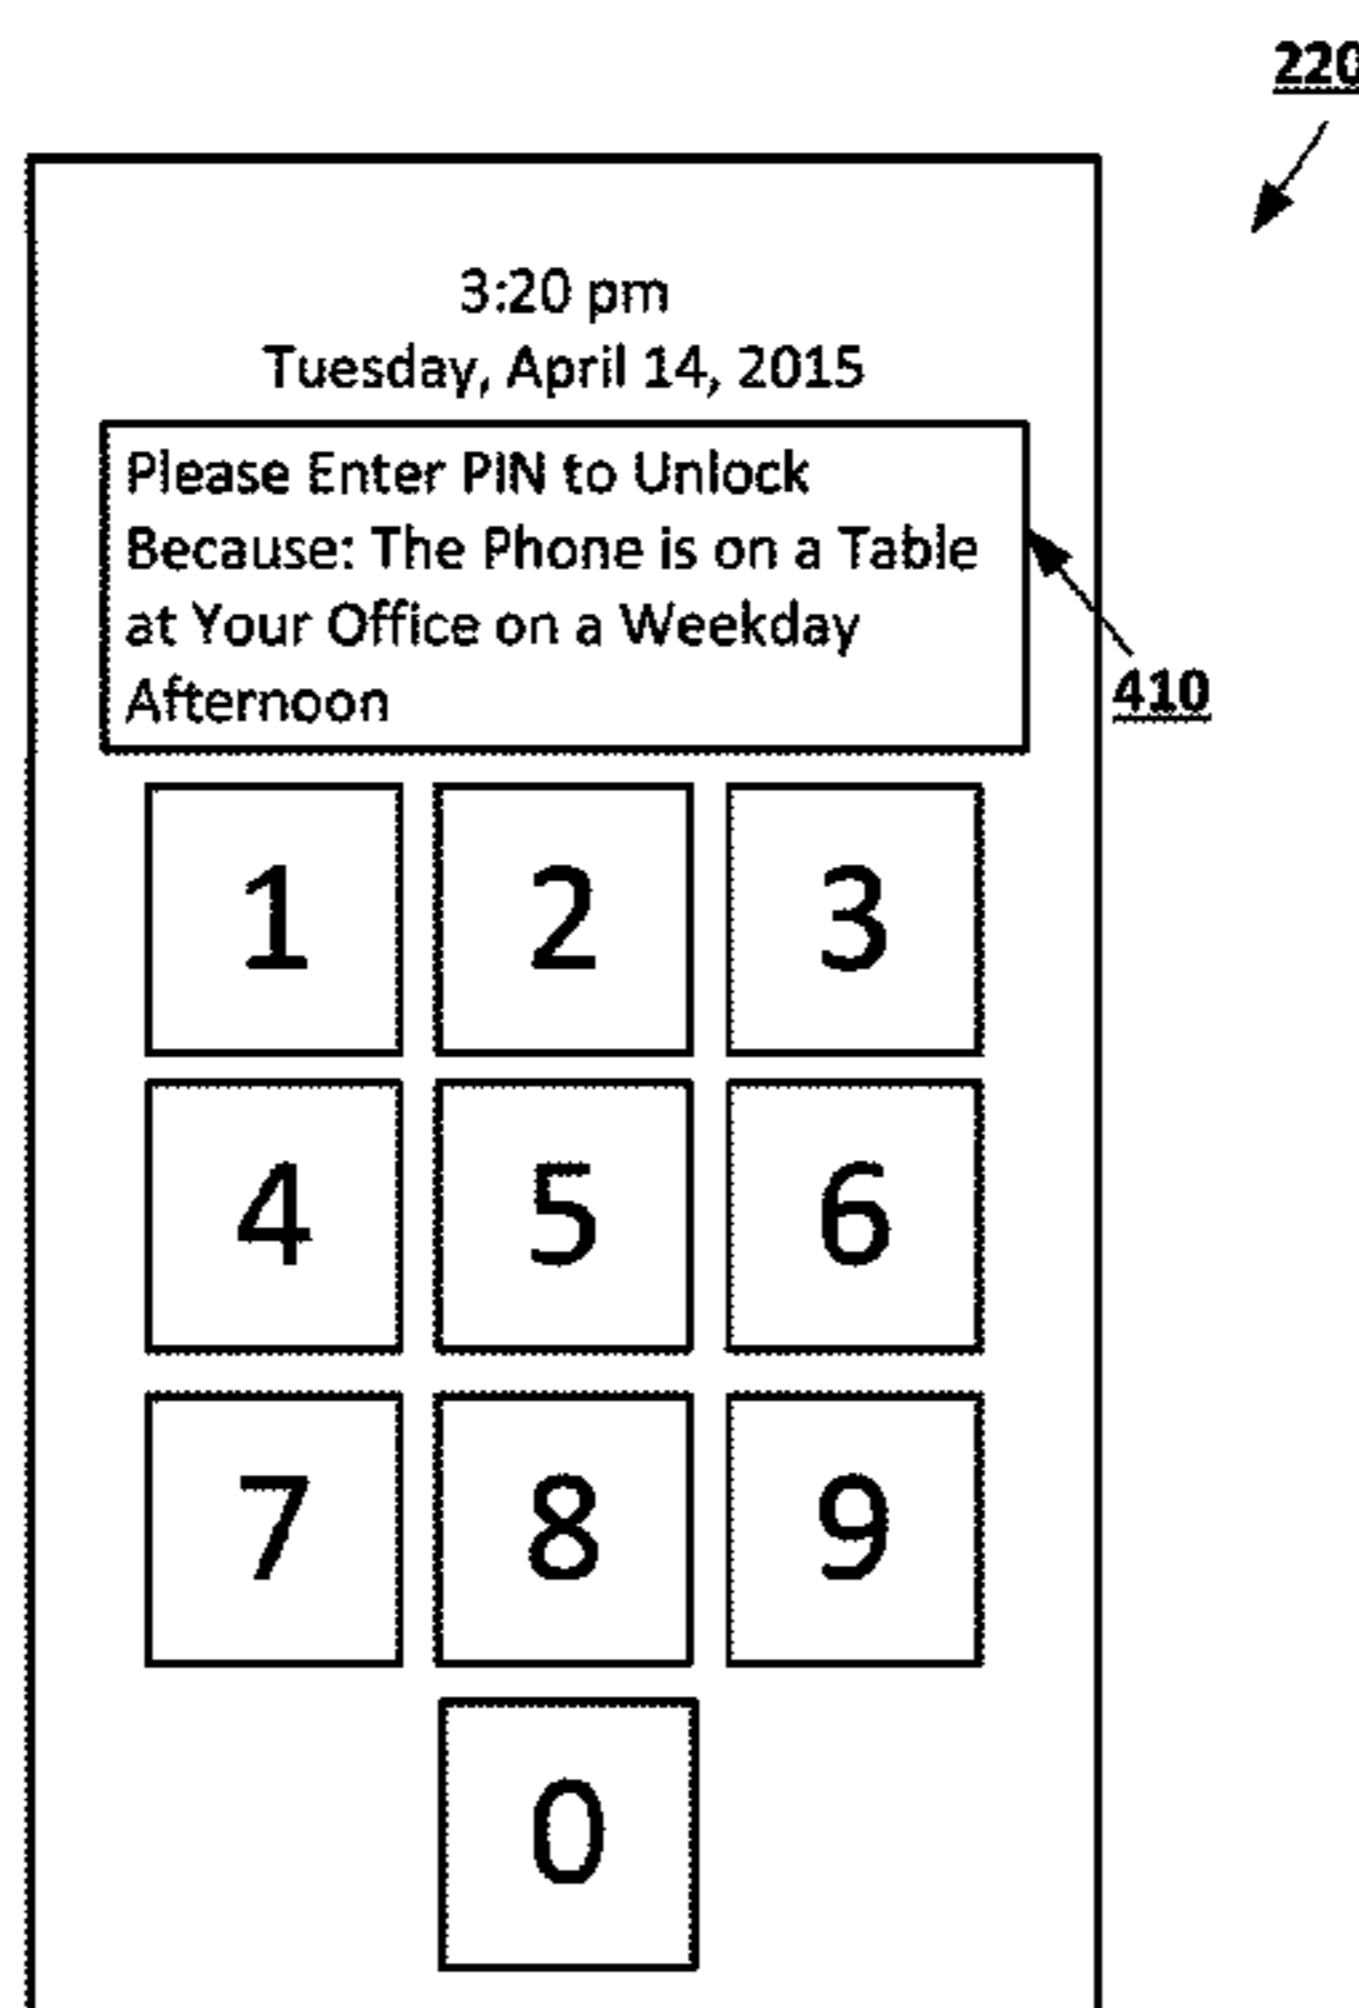 220
3:20 pm
Tuesday, April 14, 2015
Please Enter PIN to Unlock
Because: The Phone is on a Table
at Your Office on a Weekday
Afternoon
410
1 2 3
4 5 6
7 8 9
0